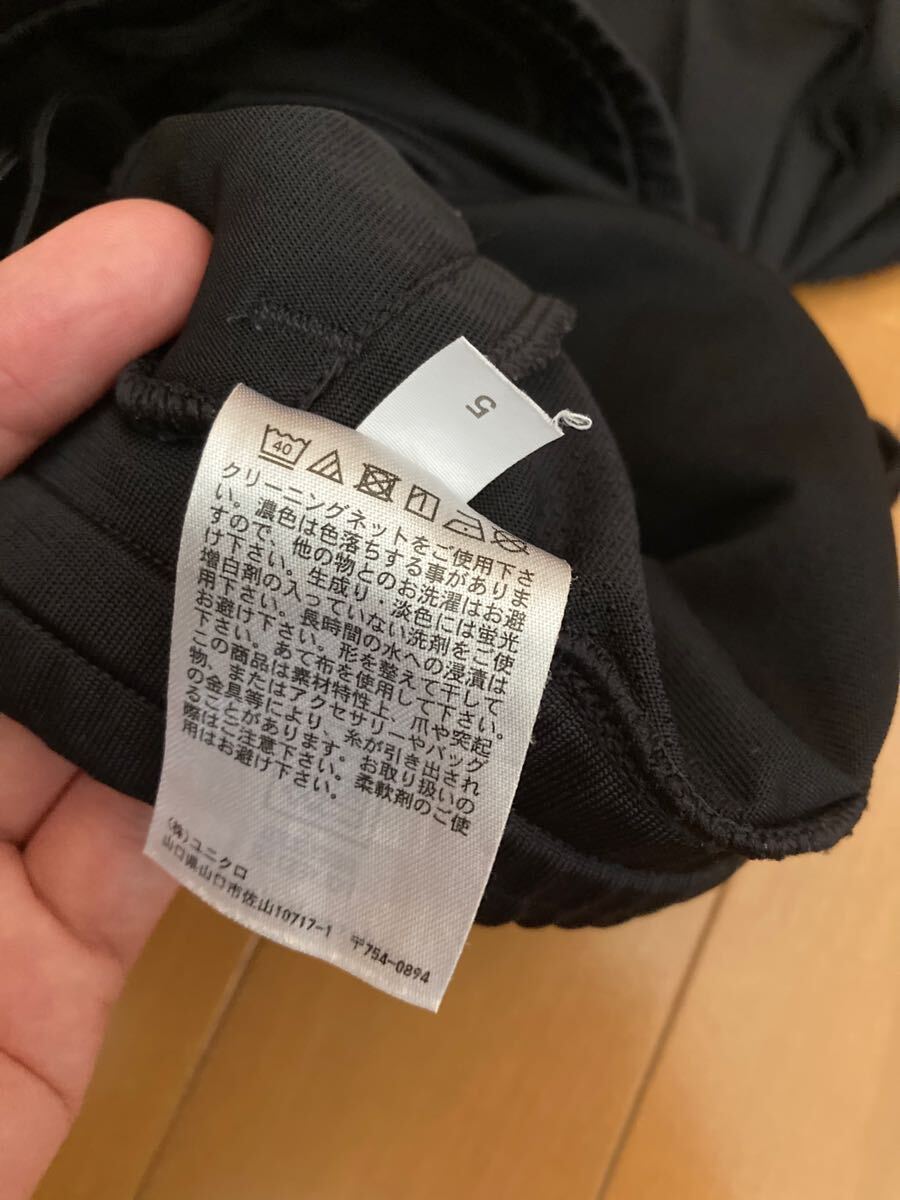 5
40
クリーニングネットをご使用下さ
い。濃色は色落ちする事がありま
すので、他の物とのお洗濯はお避
け下さい。生成り・淡色には蛍光
増白剤の入っていない洗剤をご使
用下さい。長時間の水への浸漬は
お避け下さい。形を整えて干して
下さい。あて布を使用して下さい。
この商品は素材特性上、爪や突起
物、またはアクセサリーやバッグ
の金具等により、糸が引き出され
ることがあります。お取り扱いの
際はご注意下さい。柔軟剤のご使
用はお避け下さい。
(株)ユニクロ
山口県山口市佐山10717-1 〒754-0894